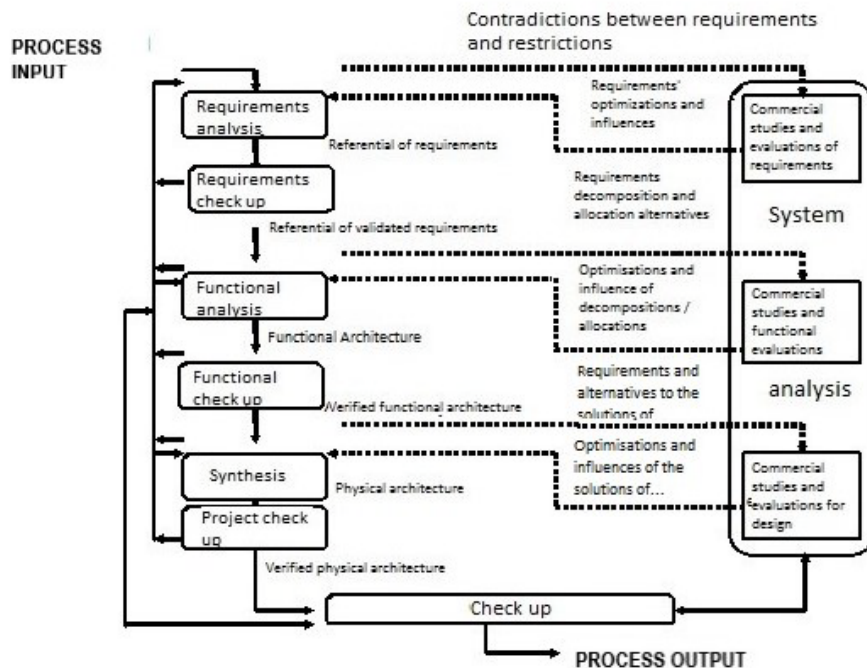 Contradictions between requirements
and restrictions
PROCESS
INPUT
Requirements'
optimizations and
influences
Requirements
analysis
Commercial
studies and
evaluations of
requirements
Referential of requirements
Requirements
check up
Requirements
decomposition and
allocation alternatives
System
Referential of validated requirements
Functional
analysis
Optimisations and
influence of
decompositions /
allocations
Commercial
studies and
functional
evaluations
Functional Architecture
Functional
check up
Requirements and
alternatives to the
solutions of
analysis
Verified functional architecture
Synthesis
Optimisations and
influences of the
solutions of...
Commercial
studies and
evaluations for
design
Physical architecture
Project check
up
Verified physical architecture
Check up
PROCESS OUTPUT